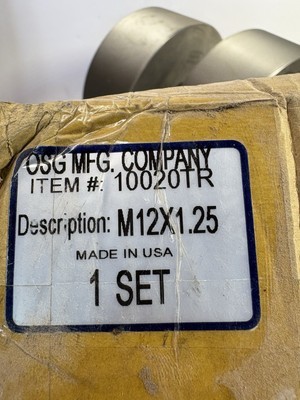 OSG MFG. COMPANY
ITEM #: 10020TR
Description: M12X1.25
MADE IN USA
1 SET